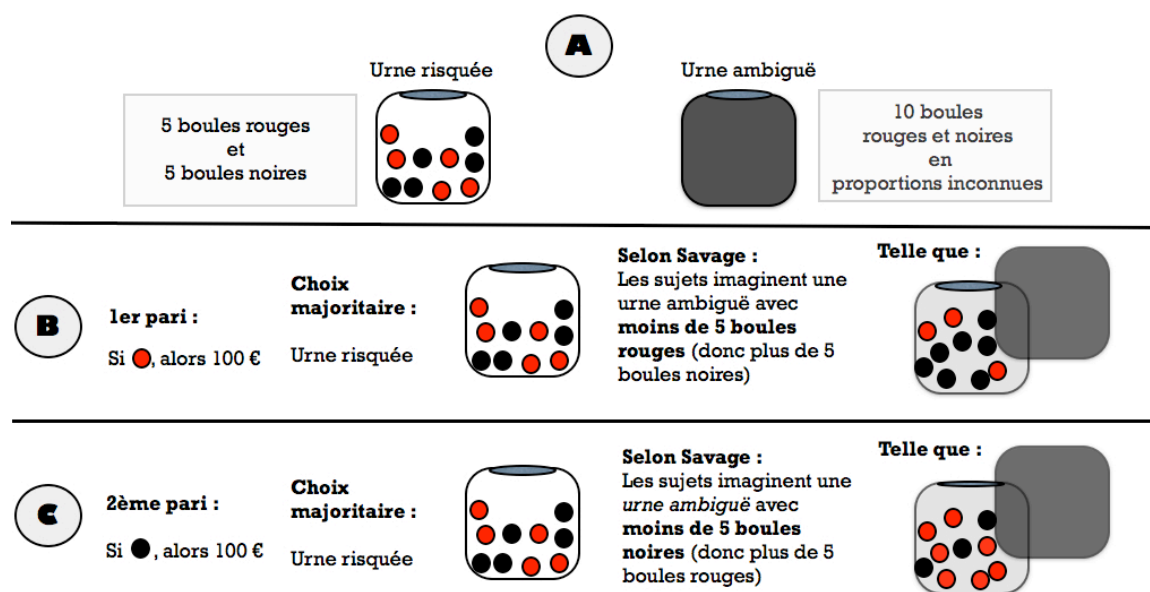 A
Urne risquée
Urne ambiguë
5 boules rouges
et
5 boules noires
10 boules
rouges et noires
en
proportions inconnues
B
1er pari :
Si , alors 100 €
Choix
majoritaire :
Urne risquée
Selon Savage :
Les sujets imaginent une
urne ambiguë avec
moins de 5 boules
rouges (donc plus de 5
boules noires)
Telle que :
C
2ème pari :
Si , alors 100 €
Choix
majoritaire :
Urne risquée
Selon Savage :
Les sujets imaginent une
urne ambiguë avec
moins de 5 boules
noires (donc plus de 5
boules rouges)
Telle que :